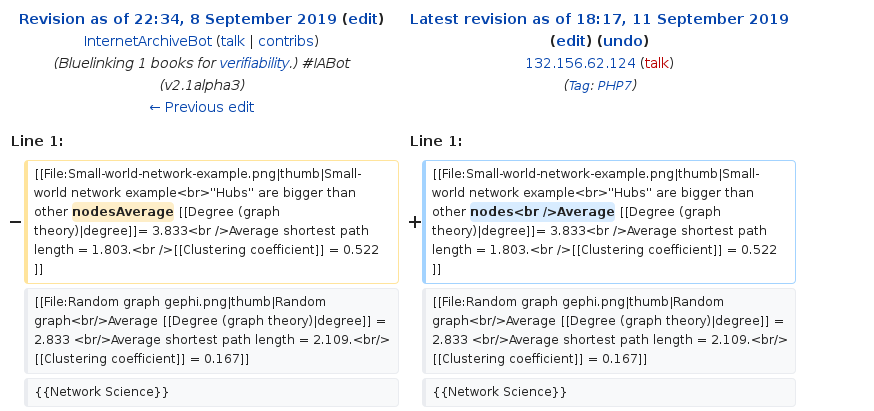 Revision as of 22:34, 8 September 2019 (edit)
InternetArchiveBot (talk | contribs)
(Bluelinking 1 books for verifiability.) #IABot
(v2.1alpha3)
← Previous edit
Latest revision as of 18:17, 11 September 2019
(edit) (undo)
132.156.62.124 (talk)
(Tag: PHP7)
Line 1:
Line 1:
−
[[File:Small-world-network-example.png|thumb|Small-
world network example<br>"Hubs" are bigger than
other nodesAverage [[Degree (graph
theory)|degree]]= 3.833<br />Average shortest path
length = 1.803.<br />[[Clustering coefficient]] = 0.522
]]
+
[[File:Small-world-network-example.png|thumb|Small-
world network example<br>"Hubs" are bigger than
other nodes<br />Average [[Degree (graph
theory)|degree]]= 3.833<br />Average shortest path
length = 1.803.<br />[[Clustering coefficient]] = 0.522
]]
[[File:Random graph gephi.png|thumb|Random
graph<br/>Average [[Degree (graph theory)|degree]] =
2.833 <br/>Average shortest path length = 2.109.<br/>
[[Clustering coefficient]] = 0.167]]
[[File:Random graph gephi.png|thumb|Random
graph<br/>Average [[Degree (graph theory)|degree]] =
2.833 <br/>Average shortest path length = 2.109.<br/>
[[Clustering coefficient]] = 0.167]]
{{Network Science}}
{{Network Science}}